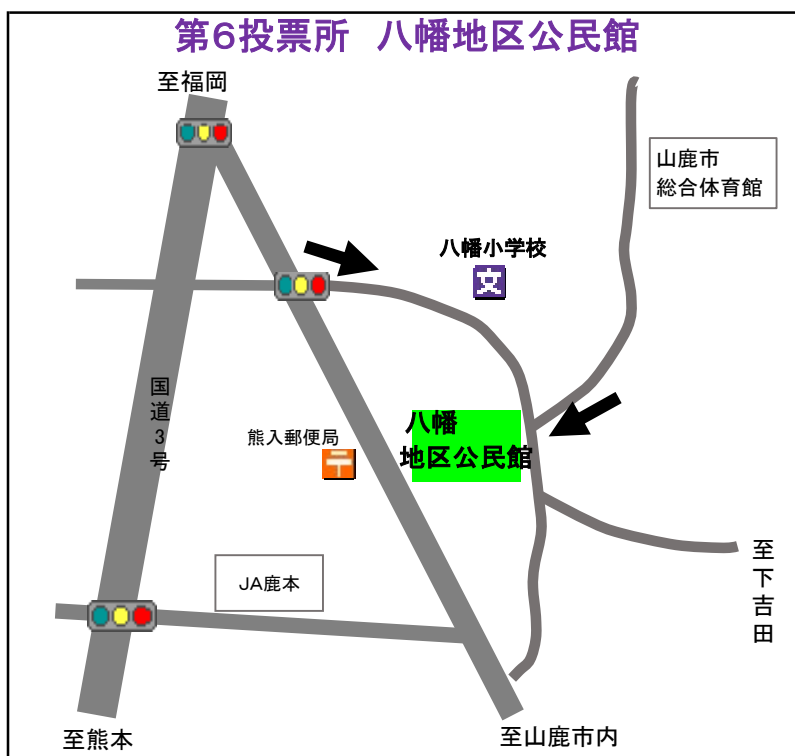 第6投票所　八幡地区公民館
至福岡
山鹿市
総合体育館
八幡小学校
文
国道3号
八幡
地区公民館
熊入郵便局
〒
JA鹿本
至下吉田
至熊本
至山鹿市内